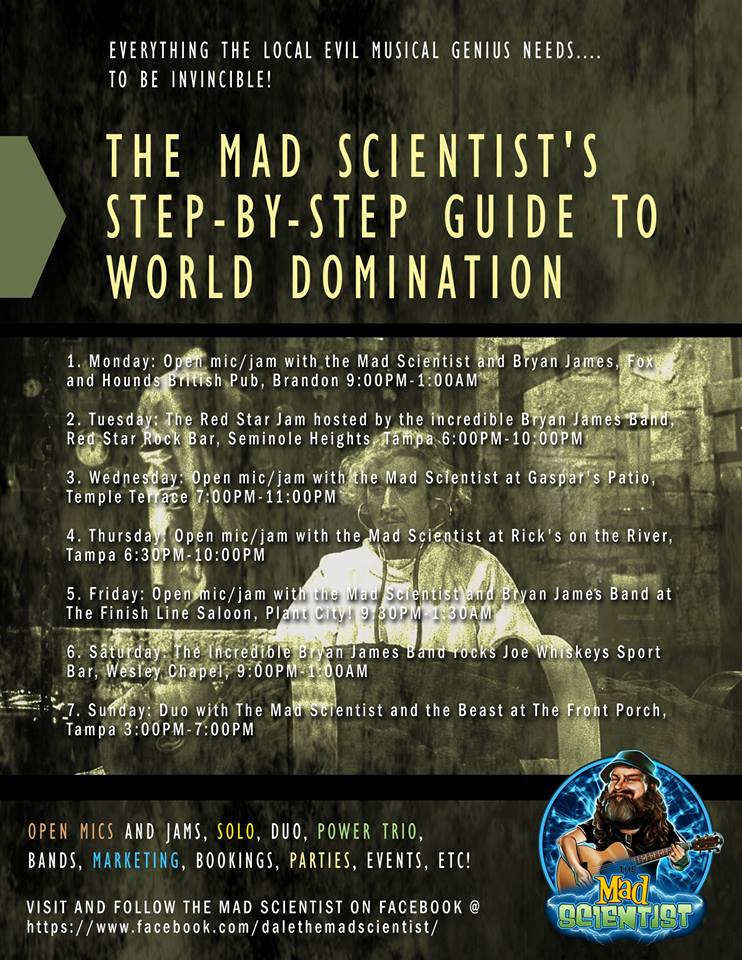 EVERYTHING THE LOCAL EVIL MUSICAL GENIUS NEEDS....
TO BE INVINCIBLE!
THE MAD SCIENTIST'S
STEP-BY-STEP GUIDE TO
WORLD DOMINATION
1. Monday: Open mic/jam with the Mad Scientist and Bryan James, Fox
and Hounds British Pub, Brandon 9:00PM-1:00AM
2. Tuesday: The Red Star Jam hosted by the incredible Bryan James Band,
Red Star Rock Bar, Seminole Heights, Tampa 6:00PM-10:00PM
3. Wednesday: Open mic/jam with the Mad Scientist at Gaspar's Patio,
Temple Terrace 7:00PM-11:00PM
4. Thursday: Open mic/jam with the Mad Scientist at Rick's on the River,
Tampa 6:30PM-10:00PM
5. Friday: Open mic/jam with the Mad Scientist and Bryan James Band at
The Finish Line Saloon, Plant City! 9:30PM-1:30AM
6. Saturday: The Incredible Bryan James Band rocks Joe Whiskeys Sport
Bar, Wesley Chapel, 9:00PM-1:00AM
7. Sunday: Duo with The Mad Scientist and the Beast at The Front Porch,
Tampa 3:00PM-7:00PM
OPEN MICS AND JAMS, SOLO, DUO, POWER TRIO,
BANDS, MARKETING, BOOKINGS, PARTIES, EVENTS, ETC!
VISIT AND FOLLOW THE MAD SCIENTIST ON FACEBOOK @
https://www.facebook.com/dalethemadscientist/
THE
Mad
SCIENTIST